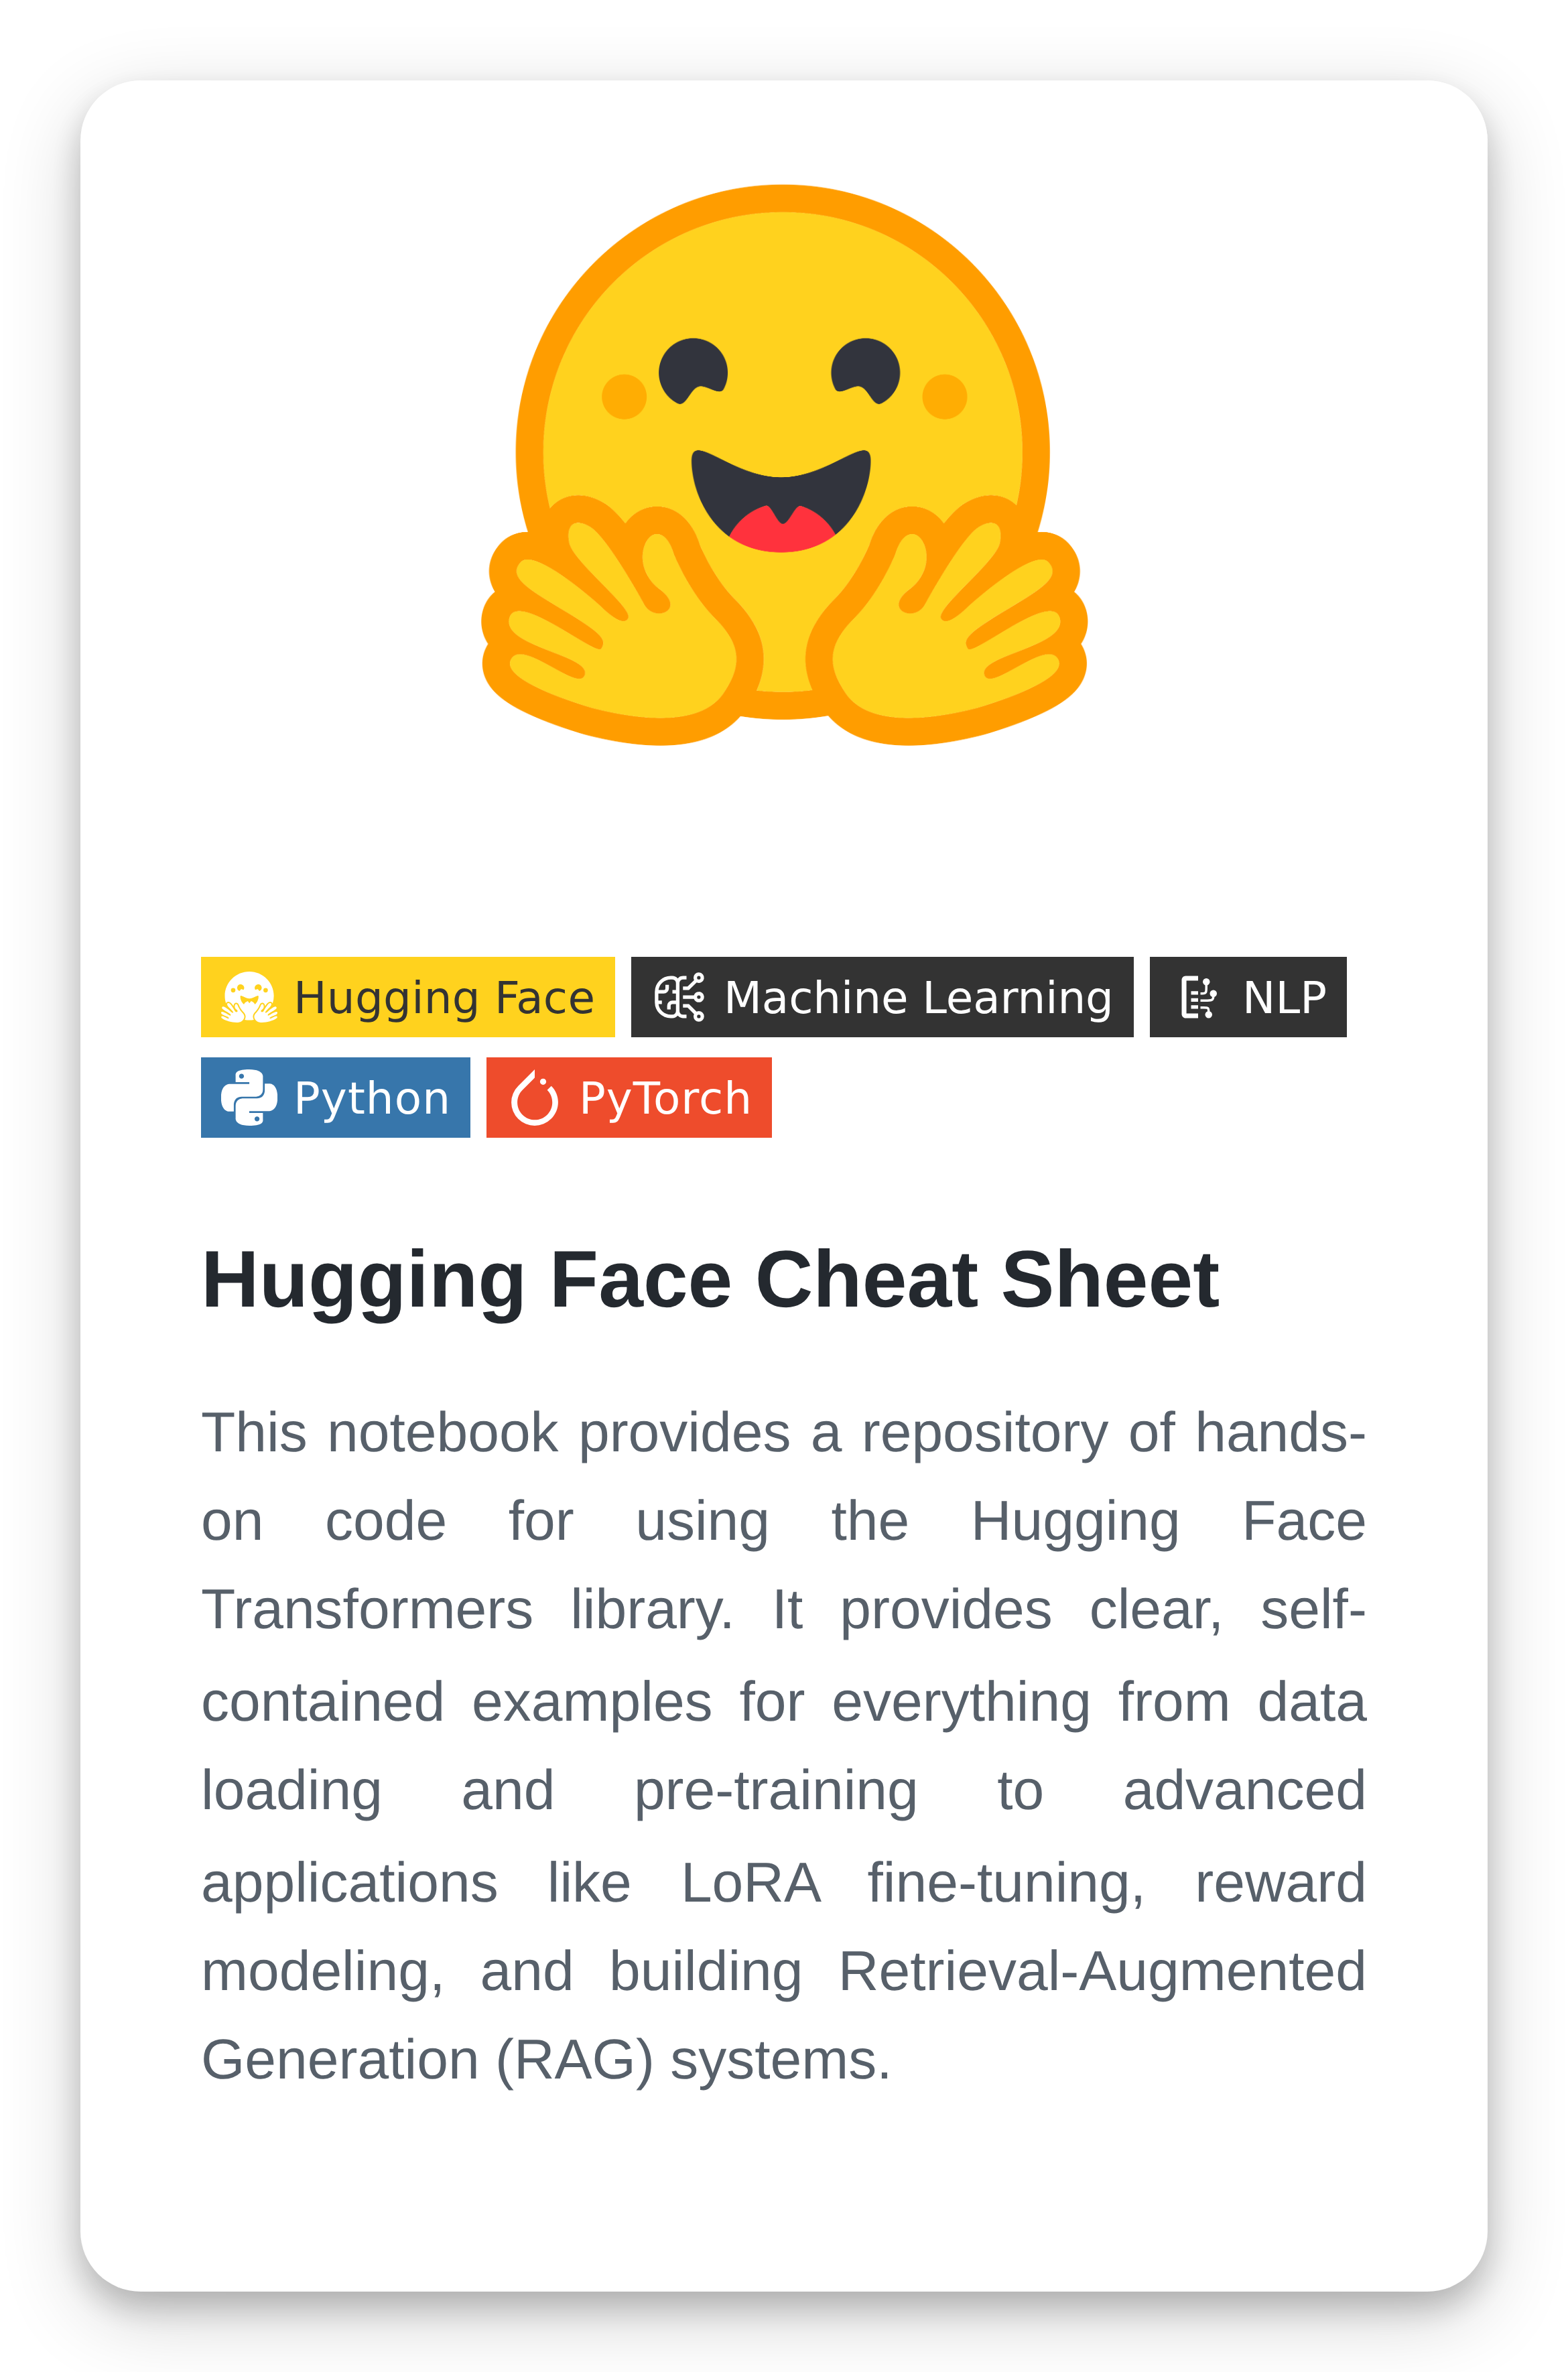 Hugging Face Machine Learning NLP
Python PyTorch
Hugging Face Cheat Sheet
This notebook provides a repository of hands-
on code for using the Hugging Face
Transformers library. It provides clear, self-
contained examples for everything from data
loading and pre-training to advanced
applications like LoRA fine-tuning, reward
modeling, and building Retrieval-Augmented
Generation (RAG) systems.